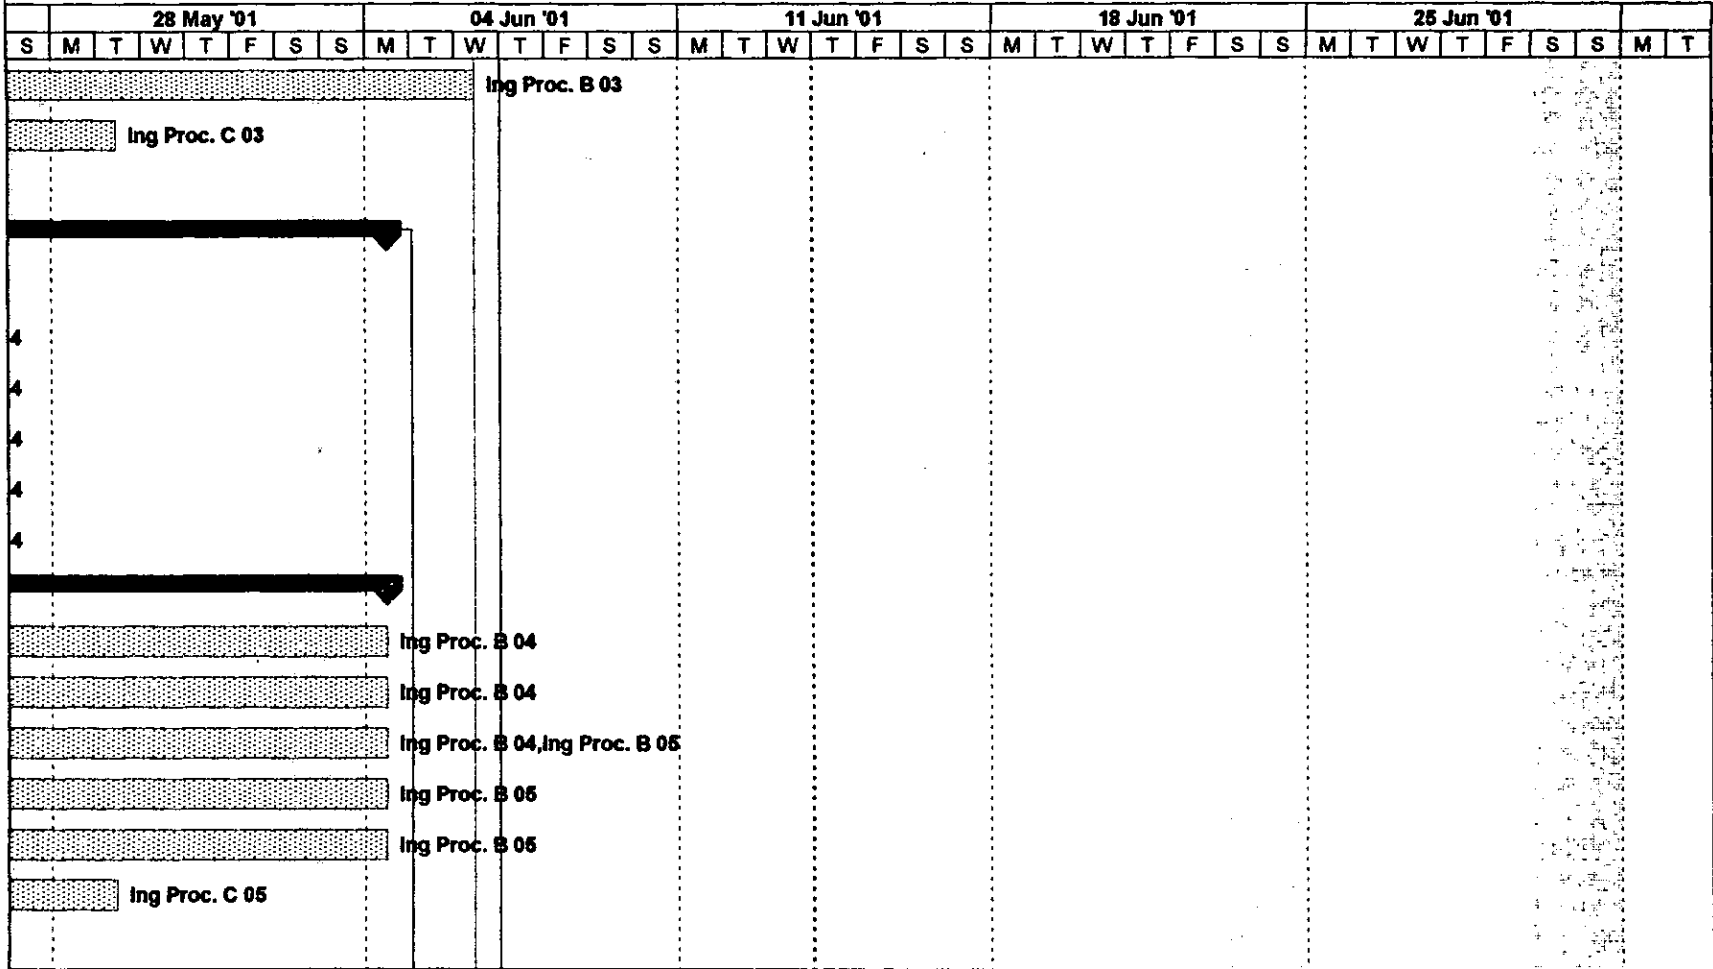 28 May '01 04 Jun '01 11 Jun '01 18 Jun '01 25 Jun '01
S M T W T F S S M T W T F S S M T W T F S S M T W T F S S M T W T F S S M T
Ing Proc. B 03
Ing Proc. C 03
4
4
4
4
4
Ing Proc. B 04
Ing Proc. B 04
Ing Proc. B 04,Ing Proc. B 05
Ing Proc. B 05
Ing Proc. B 05
Ing Proc. C 05